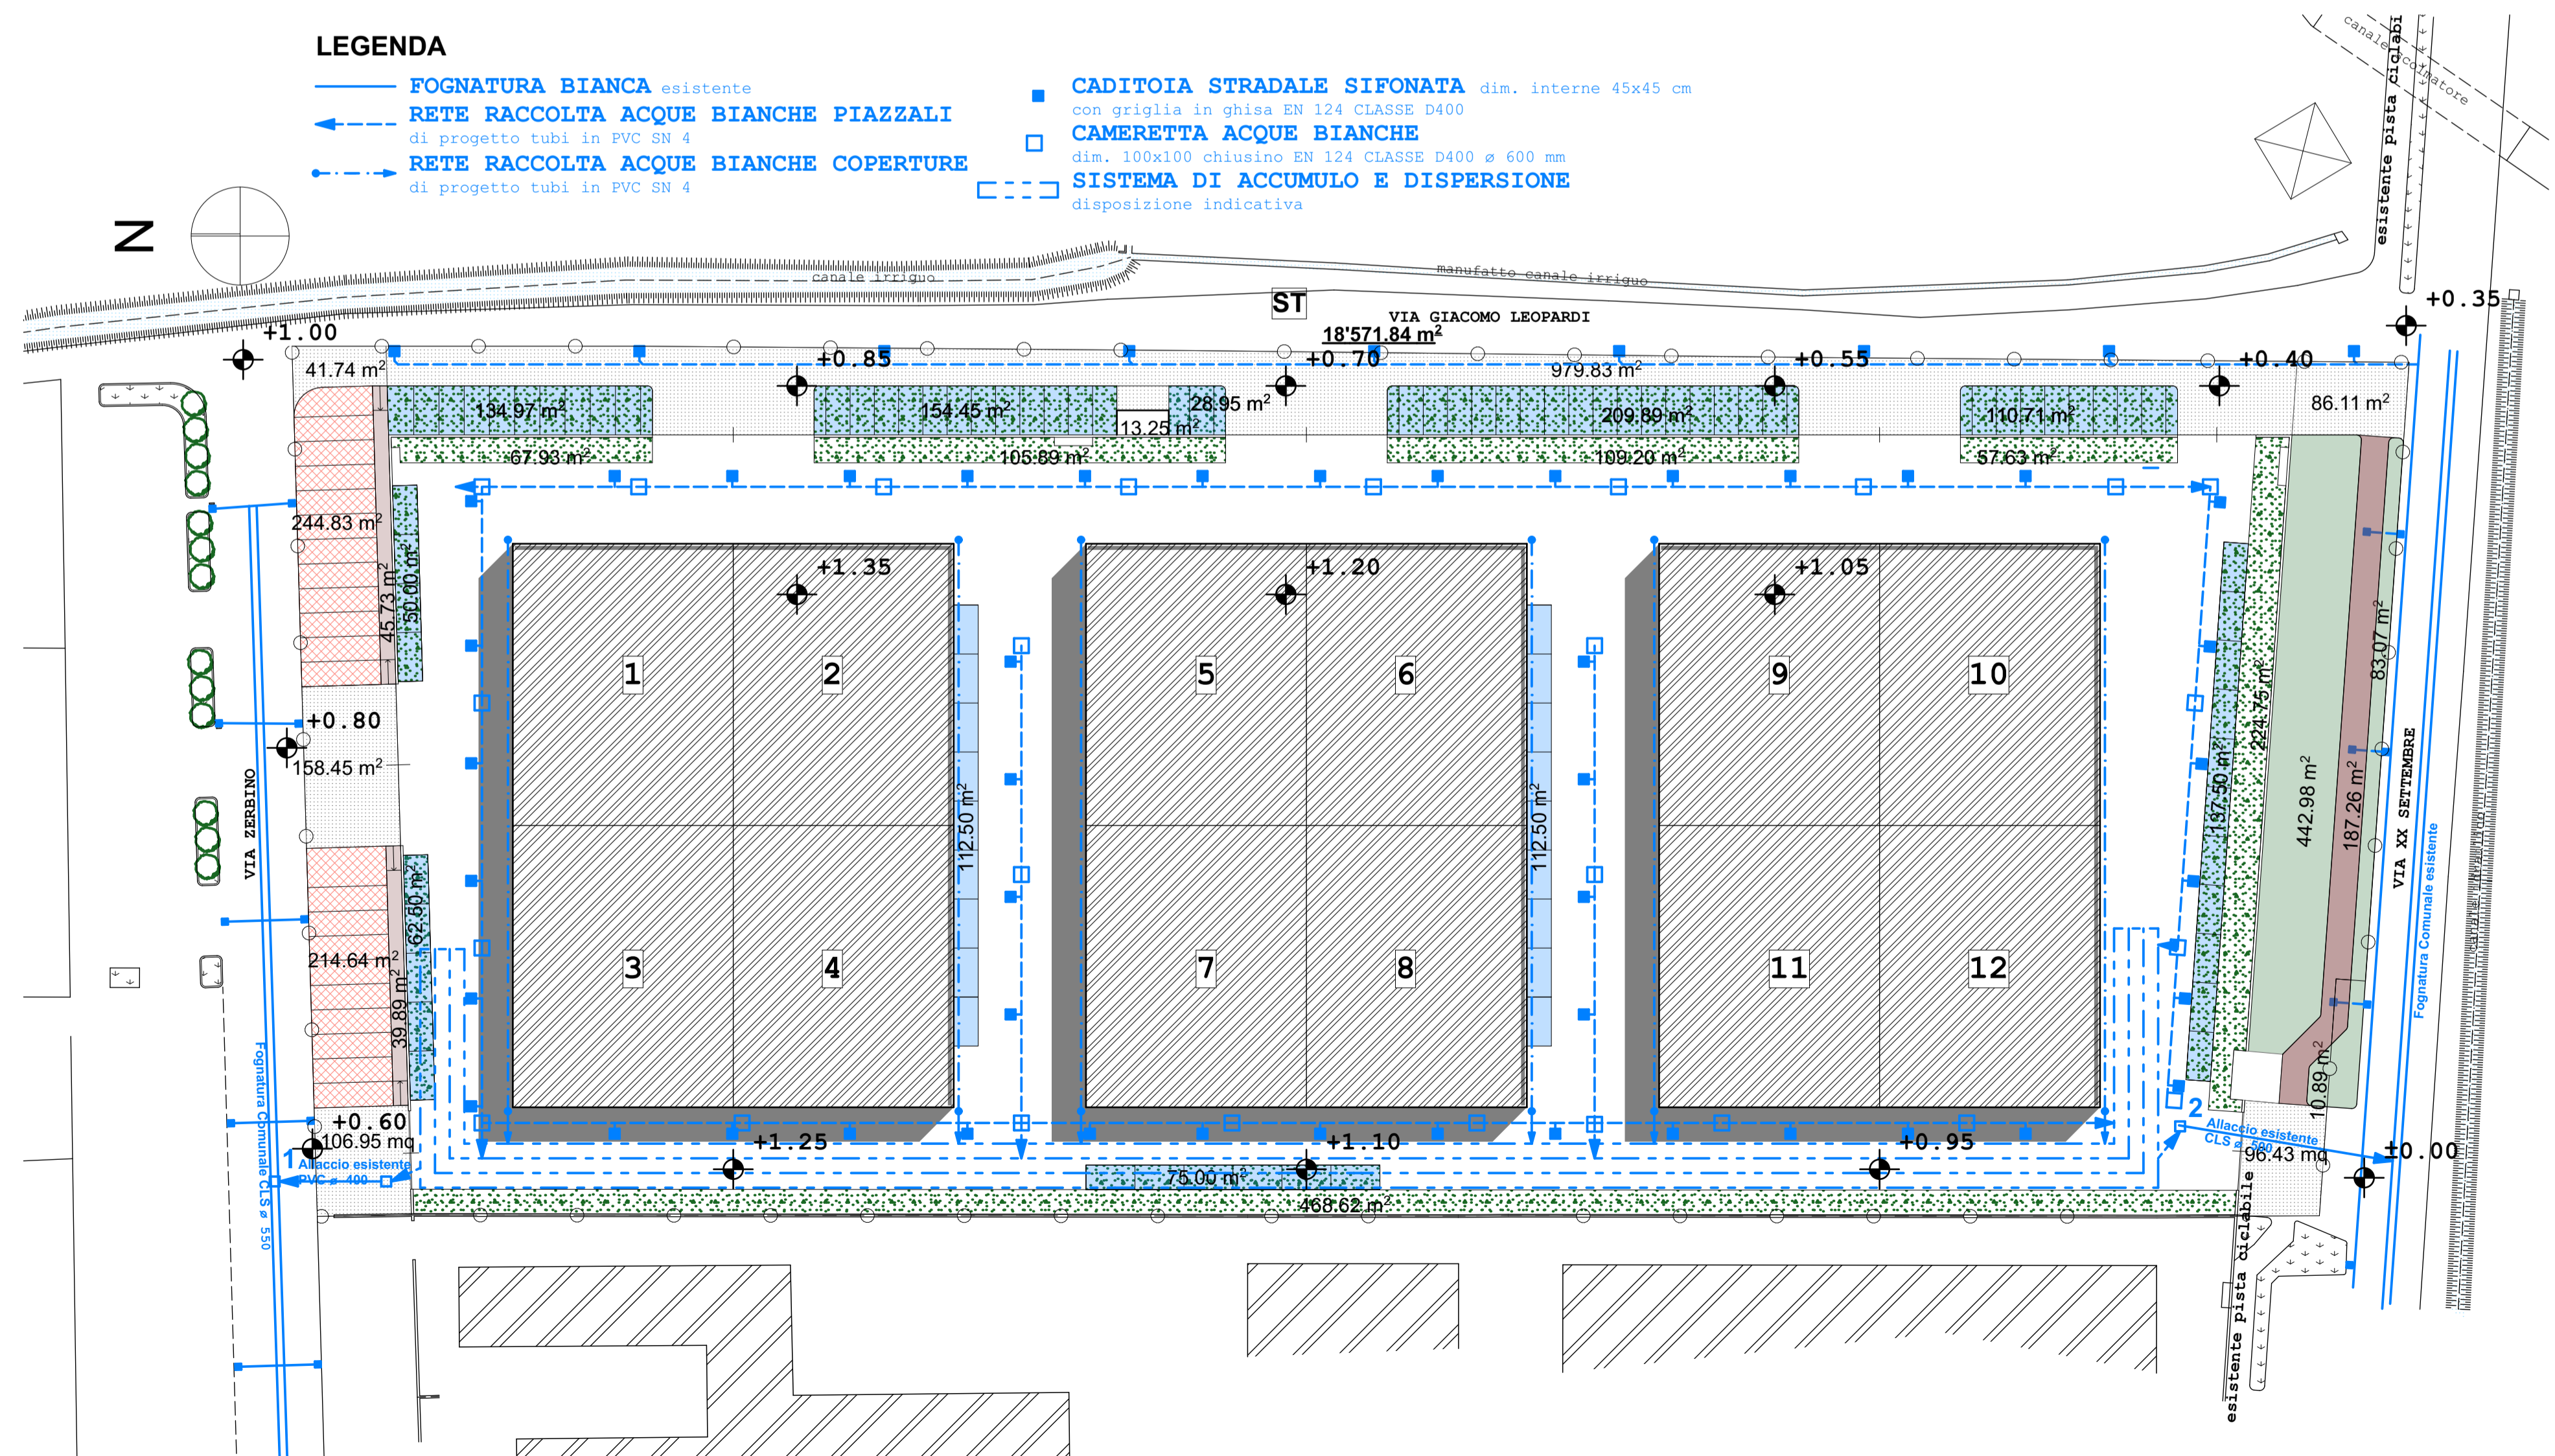 LEGENDA
FOGNATURA BIANCA esistente
RETE RACCOLTA ACQUE BIANCHE PIAZZALI
di progetto tubi in PVC SN 4
RETE RACCOLTA ACQUE BIANCHE COPERTURE
di progetto tubi in PVC SN 4
CADITOIA STRADALE SIFONATA dim. interne 45x45 cm
con griglia in ghisa EN 124 CLASSE D400
CAMERETTA ACQUE BIANCHE
dim. 100x100 chiusino EN 124 CLASSE D400 ø 600 mm
SISTEMA DI ACCUMULO E DISPERSIONE
disposizione indicativa
N
canale scolmatore
esistente pista ciclabi
canale irriguo
manufatto canale irriguo
ST
VIA GIACOMO LEOPARDI
18'571.84 m²
+1.00
+0.85
+0.70
+0.55
+0.40
+0.35
41.74 m²
979.83 m²
134.97 m²
154.45 m²
28.95 m²
13.25 m²
209.89 m²
110.71 m²
86.11 m²
67.93 m²
105.89 m²
109.20 m²
57.63 m²
244.83 m²
45.73 m²
50.00 m²
+1.35
+1.20
+1.05
1
2
5
6
9
10
+0.80
158.45 m²
VIA ZERBINO
112.50 m²
112.50 m²
137.50 m²
224.75 m²
442.98 m²
187.26 m²
83.07 m²
VIA XX SETTEMBRE
Fognatura Comunale esistente
62.50 m²
214.64 m²
39.89 m²
3
4
7
8
11
12
10.89 m²
Fognatura Comunale CLS ø 550
+0.60
106.95 mq
1
Allaccio esistente
PVC ø 400
+1.25
+1.10
+0.95
2
Allaccio esistente
CLS ø 500
96.43 mq
±0.00
75.00 m²
468.62 m²
esistente pista ciclabile